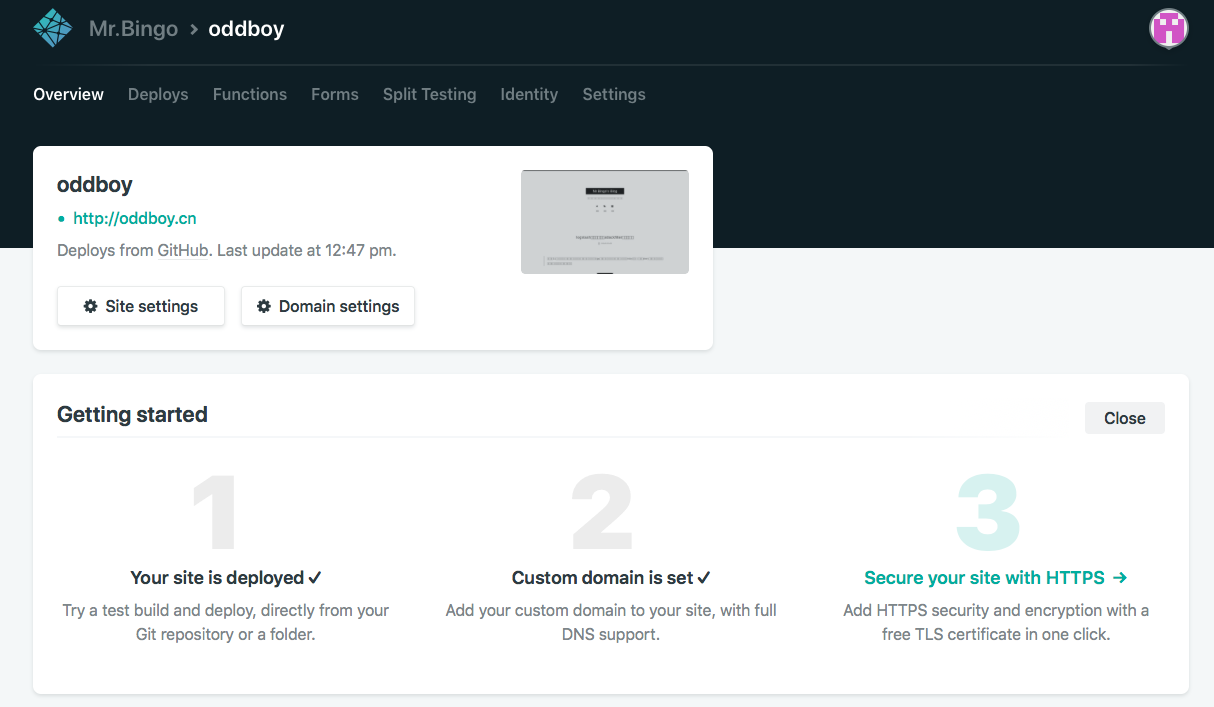 Mr.Bingo > oddboy
Overview Deploys Functions Forms Split Testing Identity Settings
oddboy
• http://oddboy.cn
Deploys from GitHub. Last update at 12:47 pm.
Site settings
Domain settings
Getting started
Close
1
Your site is deployed ✓
Try a test build and deploy, directly from your
Git repository or a folder.
2
Custom domain is set ✓
Add your custom domain to your site, with full
DNS support.
3
Secure your site with HTTPS →
Add HTTPS security and encryption with a
free TLS certificate in one click.